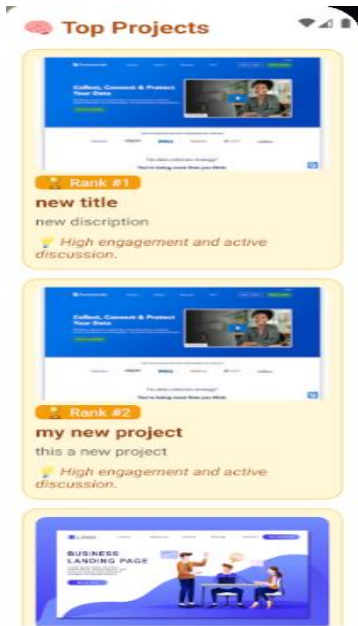 Top Projects
Collect, Connect & Protect
Your Data
Rank #1
new title
new discription
High engagement and active
discussion.
Collect, Connect & Protect
Your Data
Rank #2
my new project
this a new project
High engagement and active
discussion.
BUSINESS
LANDING PAGE